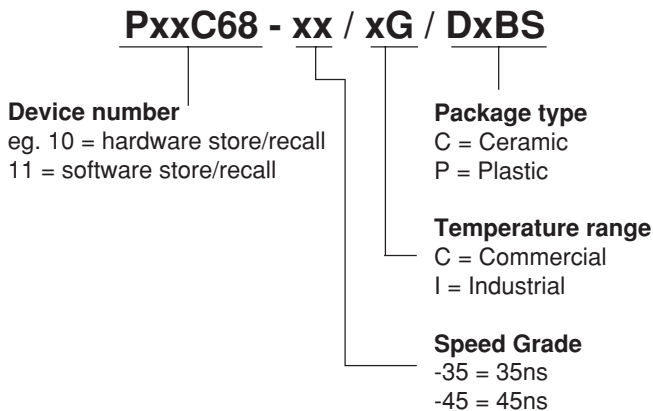 PxxC68 - xx / xG / DxBS
Device number
eg. 10 = hardware store/recall
11 = software store/recall
Package type
C = Ceramic
P = Plastic
Temperature range
C = Commercial
I = Industrial
Speed Grade
-35 = 35ns
-45 = 45ns